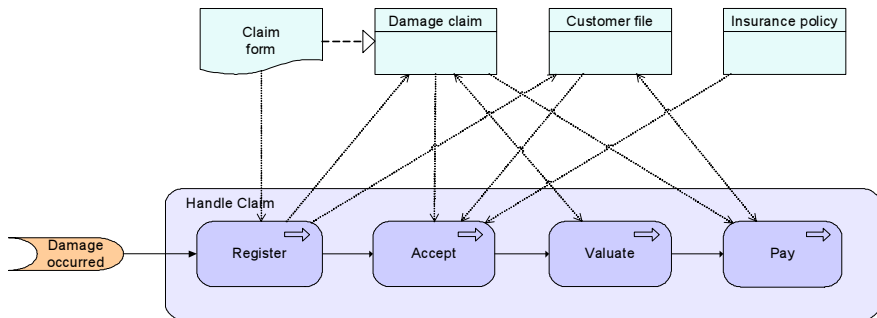 Claim
form
Damage claim
Customer file
Insurance policy
Handle Claim
Damage
occurred
Register
Accept
Valuate
Pay